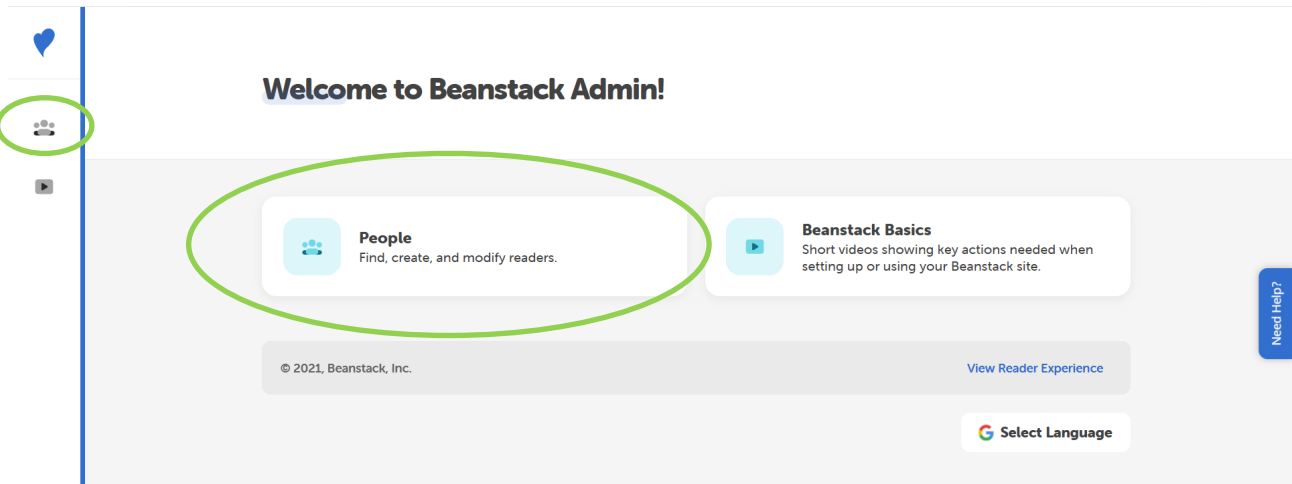 Welcome to Beanstack Admin!
People
Find, create, and modify readers.
Beanstack Basics
Short videos showing key actions needed when
setting up or using your Beanstack site.
Need Help?
© 2021, Beanstack, Inc.
View Reader Experience
Select Language